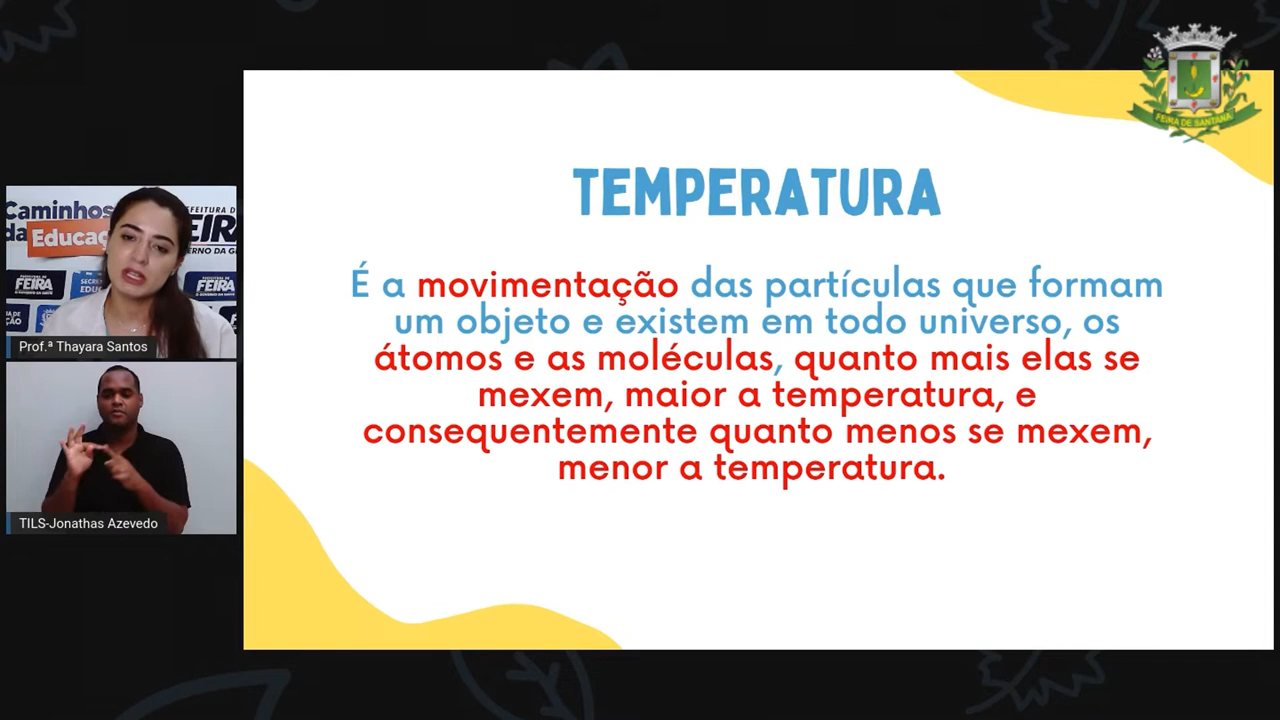 FEIRA DE SANTANA
TEMPERATURA
É a movimentação das partículas que formam
um objeto e existem em todo universo, os
átomos e as moléculas, quanto mais elas se
mexem, maior a temperatura, e
consequentemente quanto menos se mexem,
menor a temperatura.
Caminhos
da Educaç
FEIRA
FEIRA
Prof.ª Thayara Santos
TILS-Jonathas Azevedo